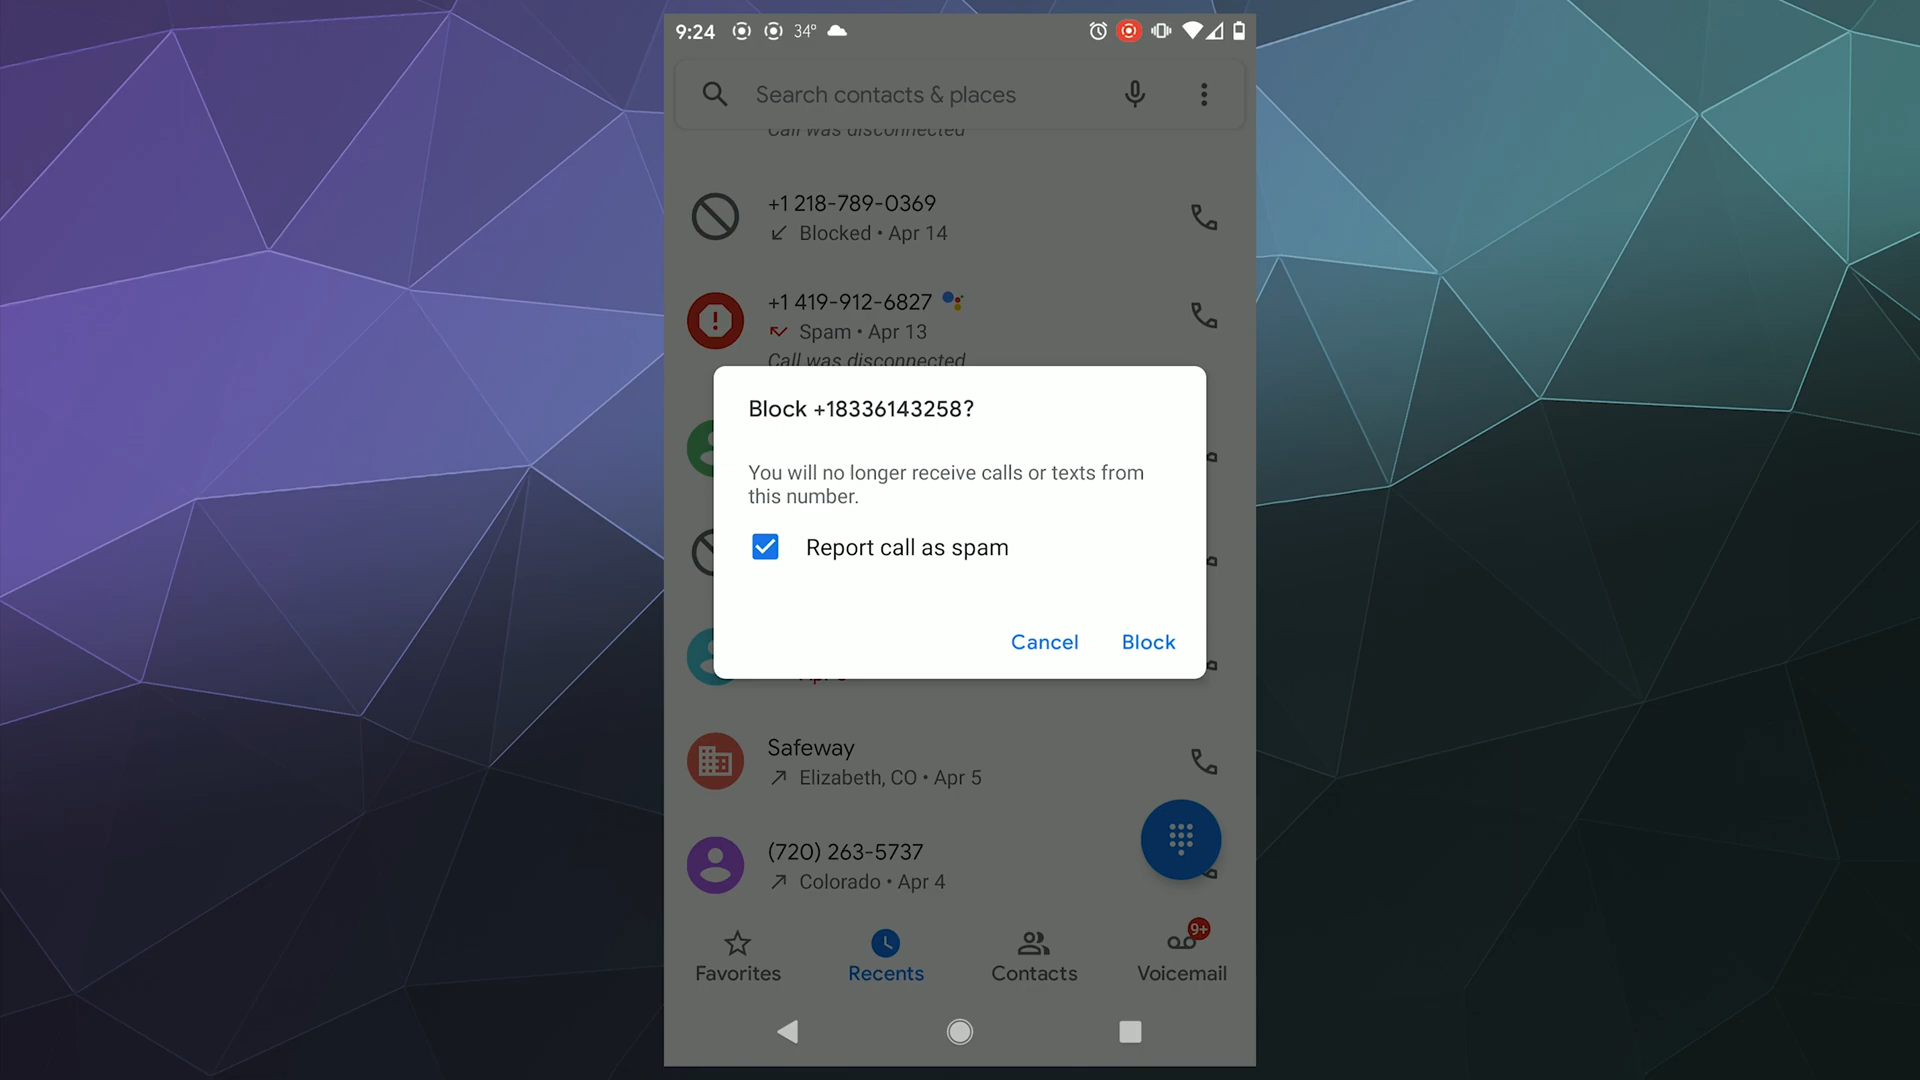 9:24 34°
Search contacts & places
Call was disconnected
+1 218-789-0369
Blocked • Apr 14
+1 419-912-6827
Spam • Apr 13
Call was disconnected
Block +18336143258?
You will no longer receive calls or texts from
this number.
Report call as spam
Cancel Block
Safeway
Elizabeth, CO • Apr 5
(720) 263-5737
Colorado • Apr 4
9+
Favorites Recents Contacts Voicemail